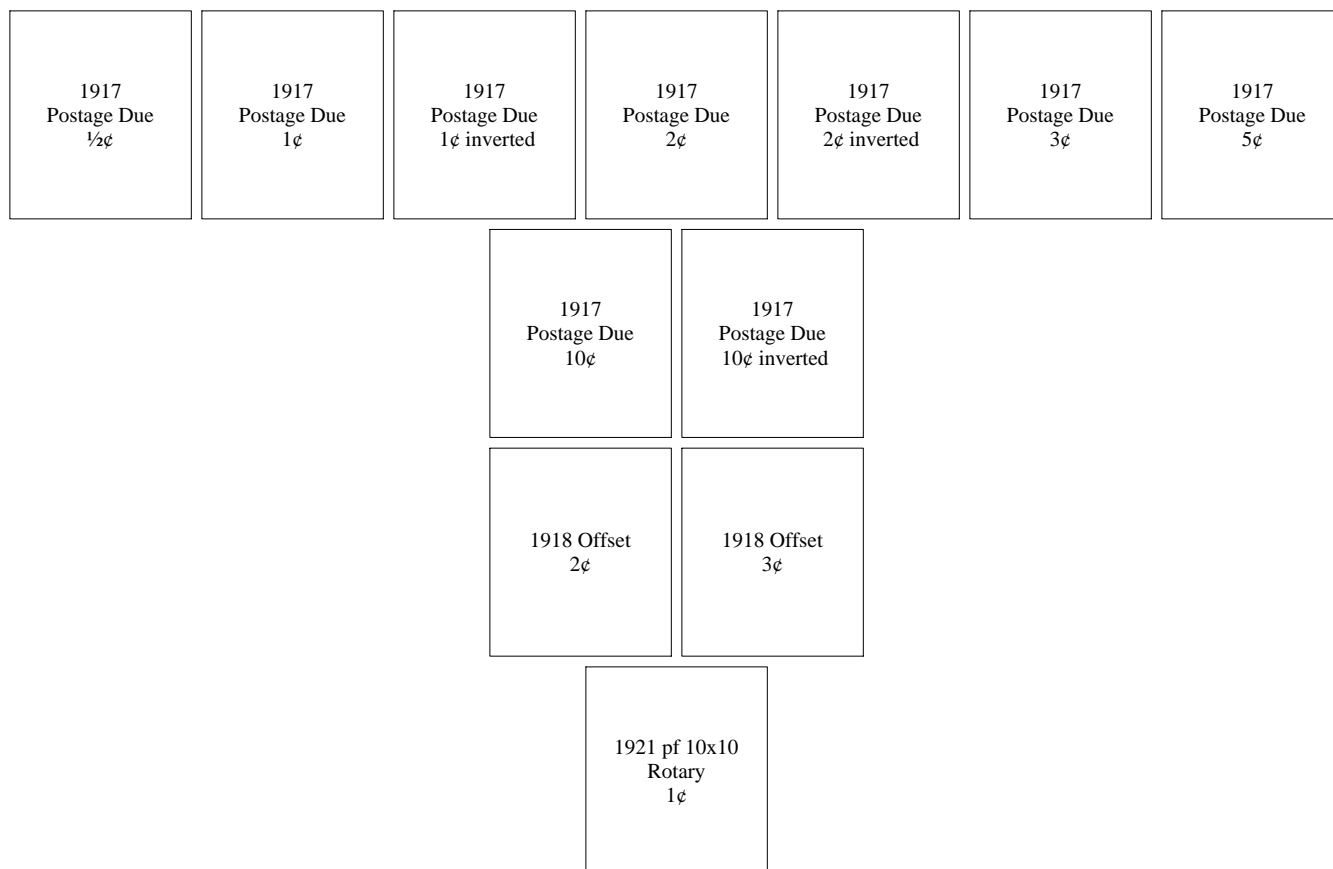 1917
Postage Due
½¢
1917
Postage Due
1¢
1917
Postage Due
1¢ inverted
1917
Postage Due
2¢
1917
Postage Due
2¢ inverted
1917
Postage Due
3¢
1917
Postage Due
5¢
1917
Postage Due
10¢
1917
Postage Due
10¢ inverted
1918 Offset
2¢
1918 Offset
3¢
1921 pf 10x10
Rotary
1¢